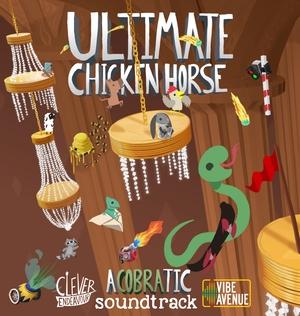 ULTIMATE
CHICKEN HORSE
CLEVER
ENDEAVOUR
A COBRATIC
soundtrack
VIBE
AVENUE